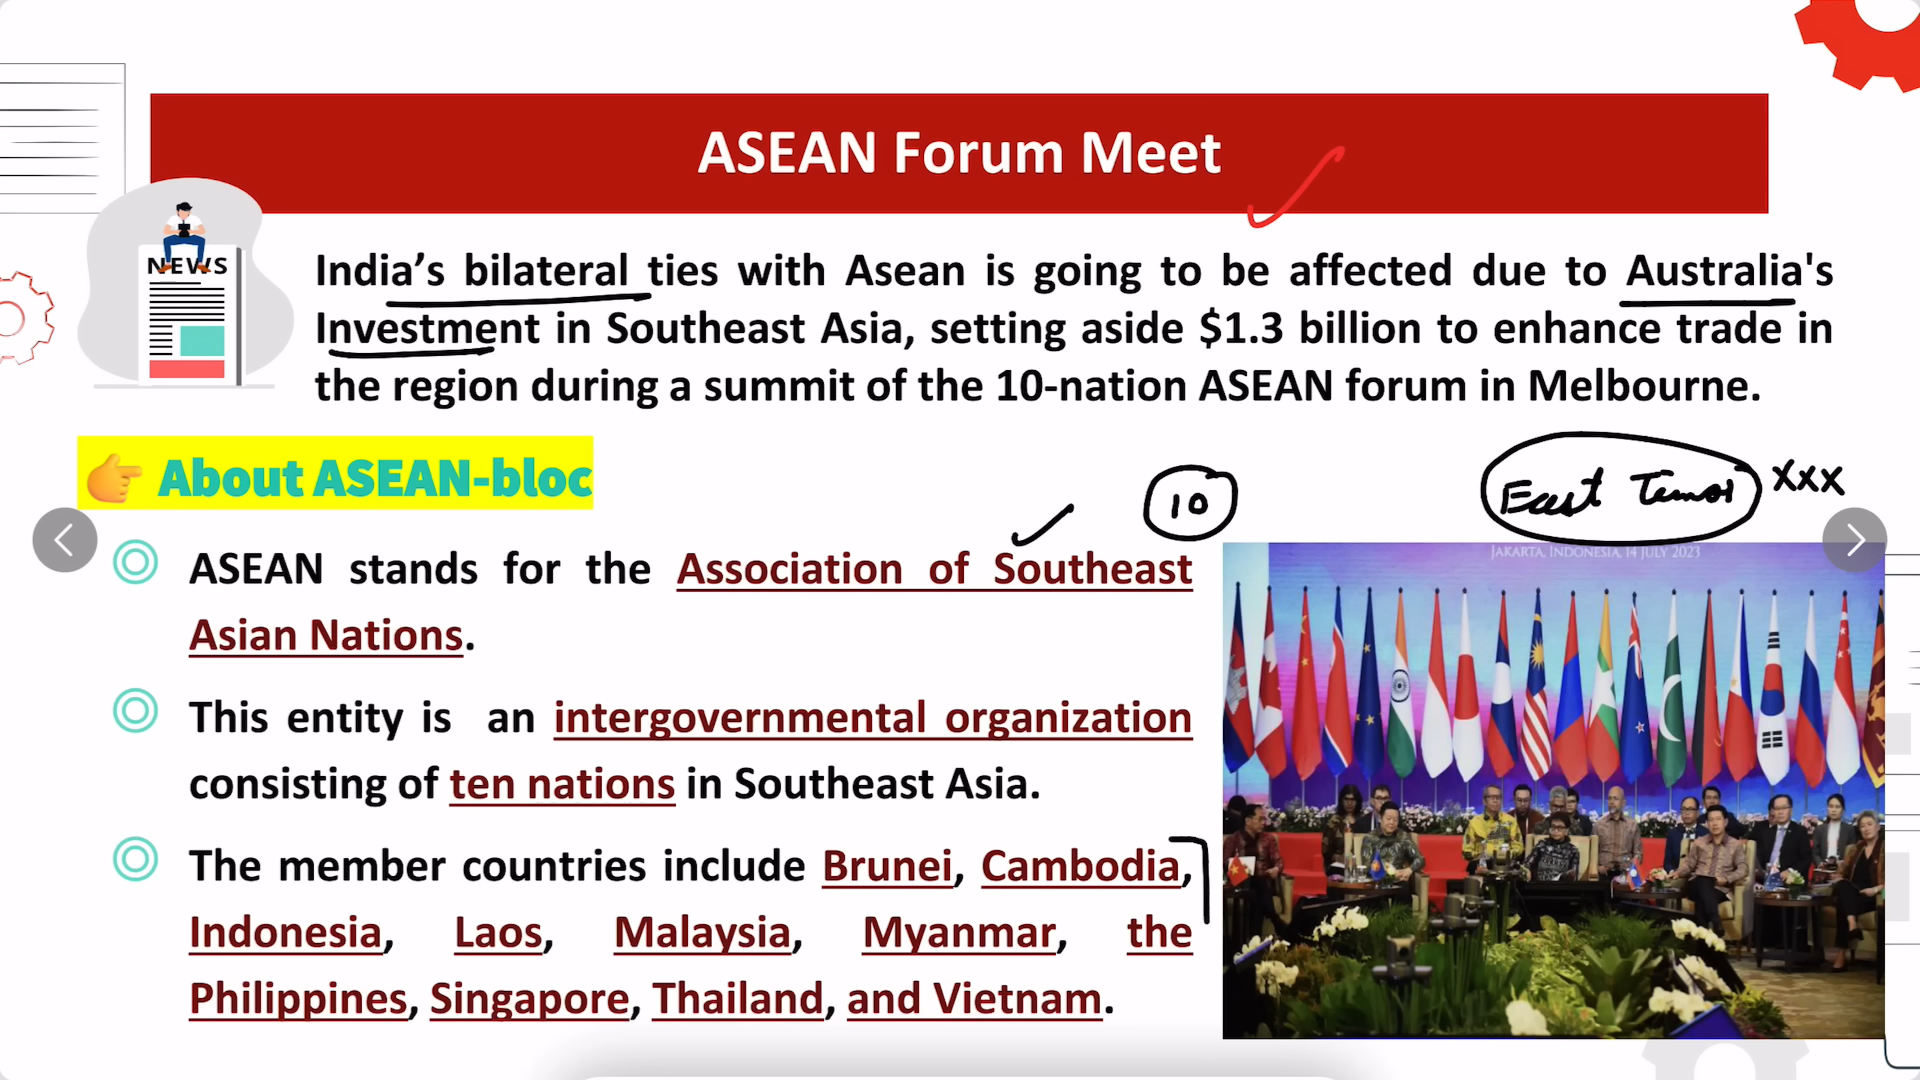 ASEAN Forum Meet
NEWS
India’s bilateral ties with Asean is going to be affected due to Australia's
Investment in Southeast Asia, setting aside $1.3 billion to enhance trade in
the region during a summit of the 10-nation ASEAN forum in Melbourne.
About ASEAN-bloc
10
East Temor xxx
JAKARTA, INDONESIA, 14 JULY 2023
ASEAN stands for the Association of Southeast
Asian Nations.
This entity is an intergovernmental organization
consisting of ten nations in Southeast Asia.
The member countries include Brunei, Cambodia,
Indonesia, Laos, Malaysia, Myanmar, the
Philippines, Singapore, Thailand, and Vietnam.